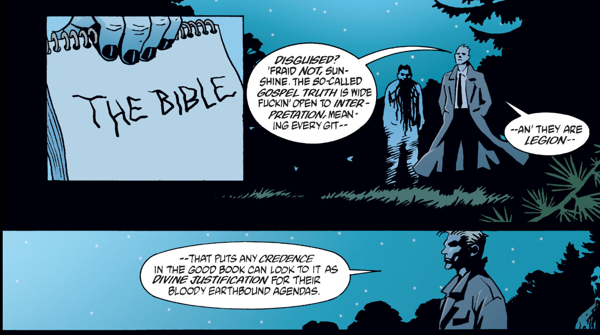 THE BIBLE
DISGUISED?
'FRAID NOT, SUN-
SHINE. THE SO-CALLED
GOSPEL TRUTH IS WIDE
FUCKIN' OPEN TO INTER-
PRETATION, MEAN-
ING EVERY GIT--
--AN' THEY ARE
LEGION--
--THAT PUTS ANY CREDENCE
IN THE GOOD BOOK CAN LOOK TO IT AS
DIVINE JUSTIFICATION FOR THEIR
BLOODY EARTHBOUND AGENDAS.